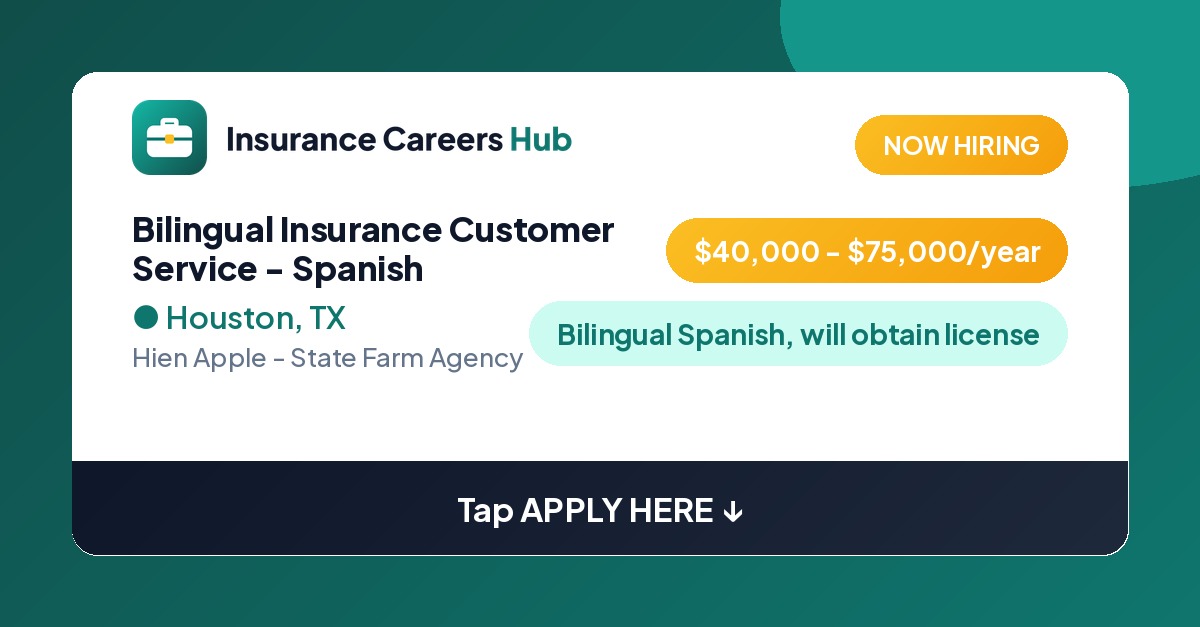 Insurance Careers Hub
NOW HIRING
Bilingual Insurance Customer
Service – Spanish
$40,000 – $75,000/year
Houston, TX
Bilingual Spanish, will obtain license
Hien Apple – State Farm Agency
Tap APPLY HERE ↓